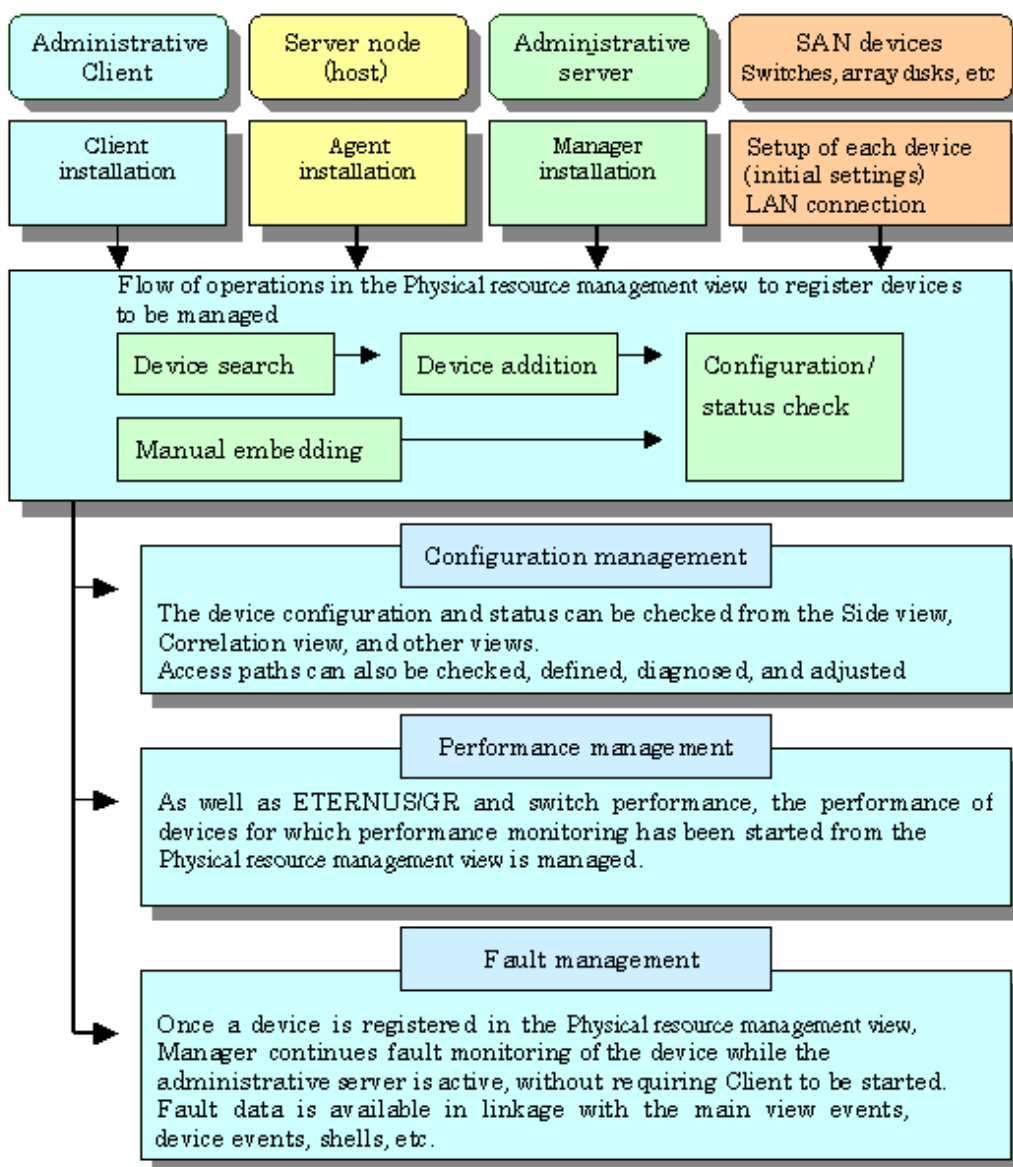 Administrative
Client
Server node
(host)
Administrative
server
SAN devices
Switches, array disks, etc
Client
installation
Agent
installation
Manager
installation
Setup of each device
(initial settings)
LAN connection
Flow of operations in the Physical resource management view to register devices
to be managed
Device search
Device addition
Configuration/
status check
Manual embedding
Configuration management
The device configuration and status can be checked from the Side view,
Correlation view, and other views.
Access paths can also be checked, defined, diagnosed, and adjusted
Performance management
As well as ETERNUS/GR and switch performance, the performance of
devices for which performance monitoring has been started from the
Physical resource management view is managed.
Fault management
Once a device is registered in the Physical resource management view,
Manager continues fault monitoring of the device while the
administrative server is active, without requiring Client to be started.
Fault data is available in linkage with the main view events,
device events, shells, etc.